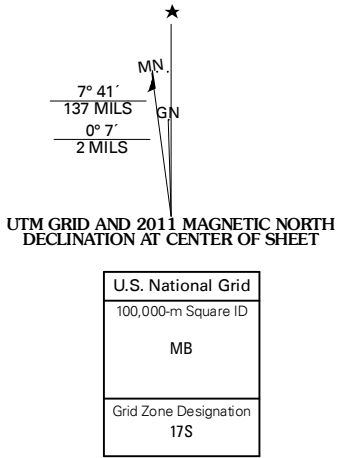 MN
7° 41´
137 MILS
GN
0° 7´
2 MILS
UTM GRID AND 2011 MAGNETIC NORTH
DECLINATION AT CENTER OF SHEET
U.S. National Grid
100,000-m Square ID
MB
Grid Zone Designation
17S